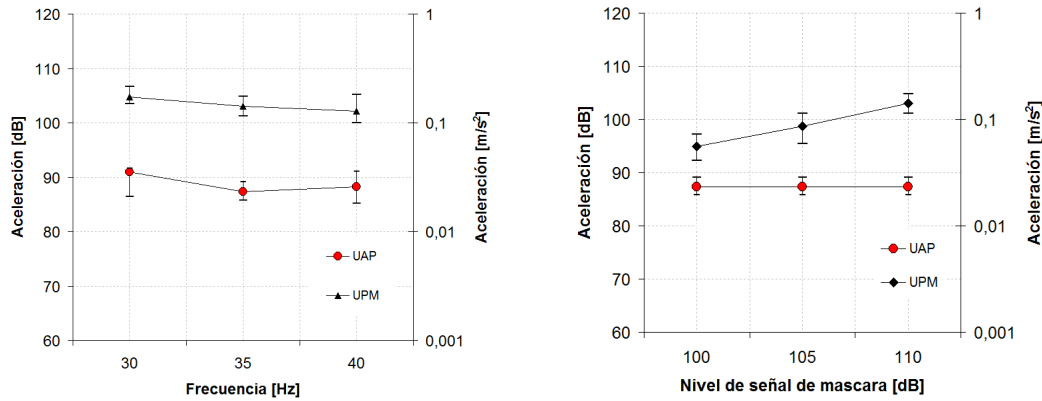 120
110
100
90
80
70
60
Aceleración [dB]
1
0,1
0,01
0,001
Aceleración [m/s²]
UAP
UPM
30
35
40
Frecuencia [Hz]
120
110
100
90
80
70
60
Aceleración [dB]
1
0,1
0,01
0,001
Aceleración [m/s²]
UAP
UPM
100
105
110
Nivel de señal de mascara [dB]